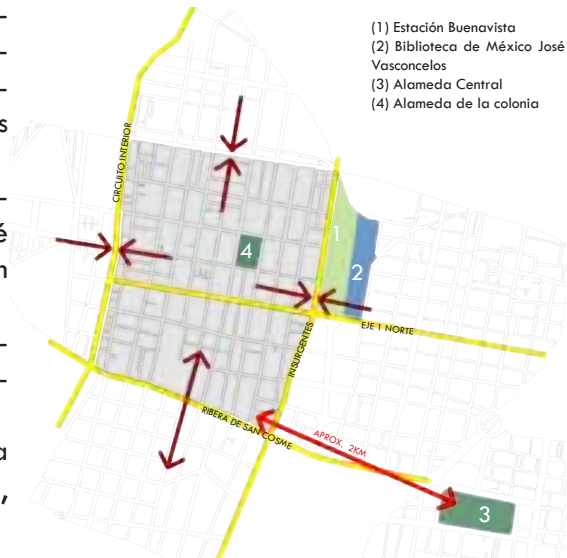 (1) Estación Buenavista
(2) Biblioteca de México José
Vasconcelos
(3) Alameda Central
(4) Alameda de la colonia
CIRCUITO INTERIOR
1
4
2
EJE 1 NORTE
INSURGENTES
RIBERA DE SAN COSME
APROX. 2KM
3